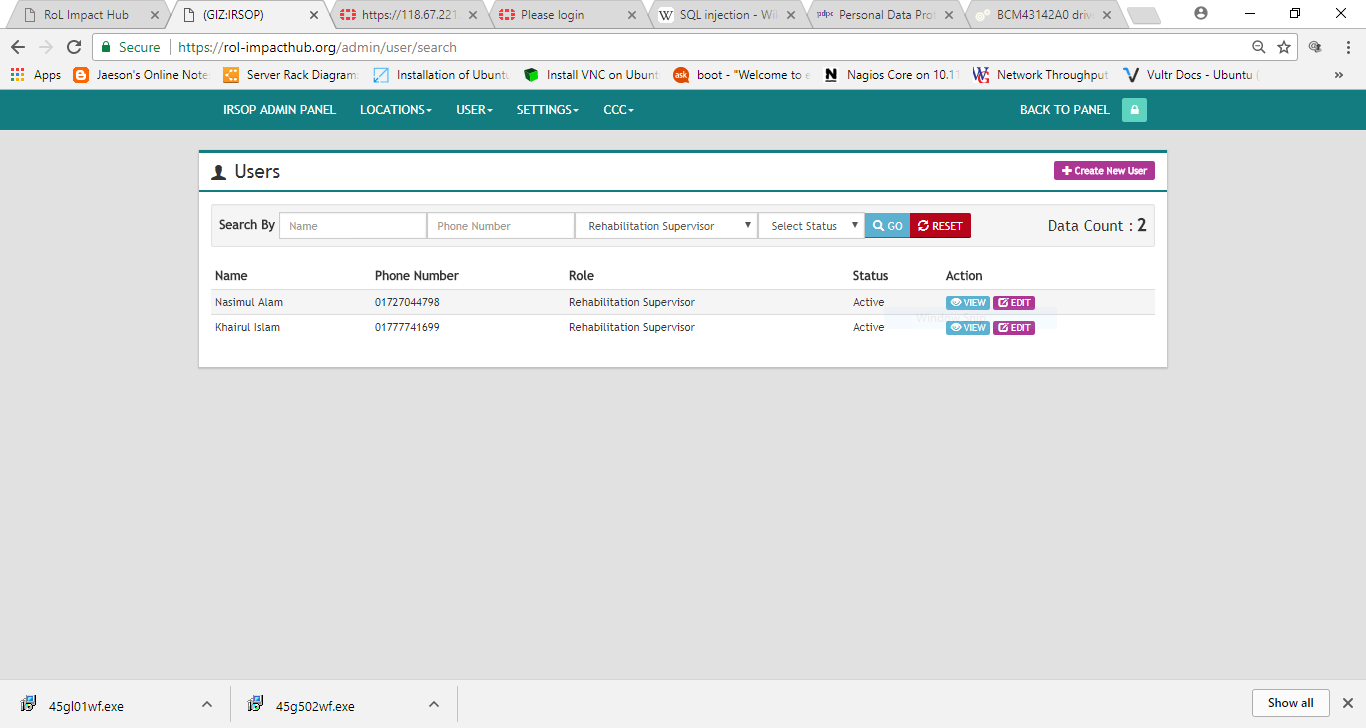 RoL Impact Hub
(GIZ:IRSOP)
https://118.67.221
Please login
SQL injection - Wi
Personal Data Prot
BCM43142A0 driv
Secure
https://rol-impacthub.org/admin/user/search
Apps
Jaeson's Online Note
Server Rack Diagram
Installation of Ubunt
Install VNC on Ubunt
ask
boot - "Welcome to e
Nagios Core on 10.11
Network Throughput
Vultr Docs - Ubuntu (
IRSOP ADMIN PANEL
LOCATIONS
USER
SETTINGS
CCC
BACK TO PANEL
Users
Create New User
Search By
Name
Phone Number
Rehabilitation Supervisor
Select Status
GO
RESET
Data Count : 2
Name Phone Number Role Status Action
Nasimul Alam 01727044798 Rehabilitation Supervisor Active VIEW EDIT
Khairul Islam 01777741699 Rehabilitation Supervisor Active VIEW EDIT
45gl01wf.exe
45g502wf.exe
Show all